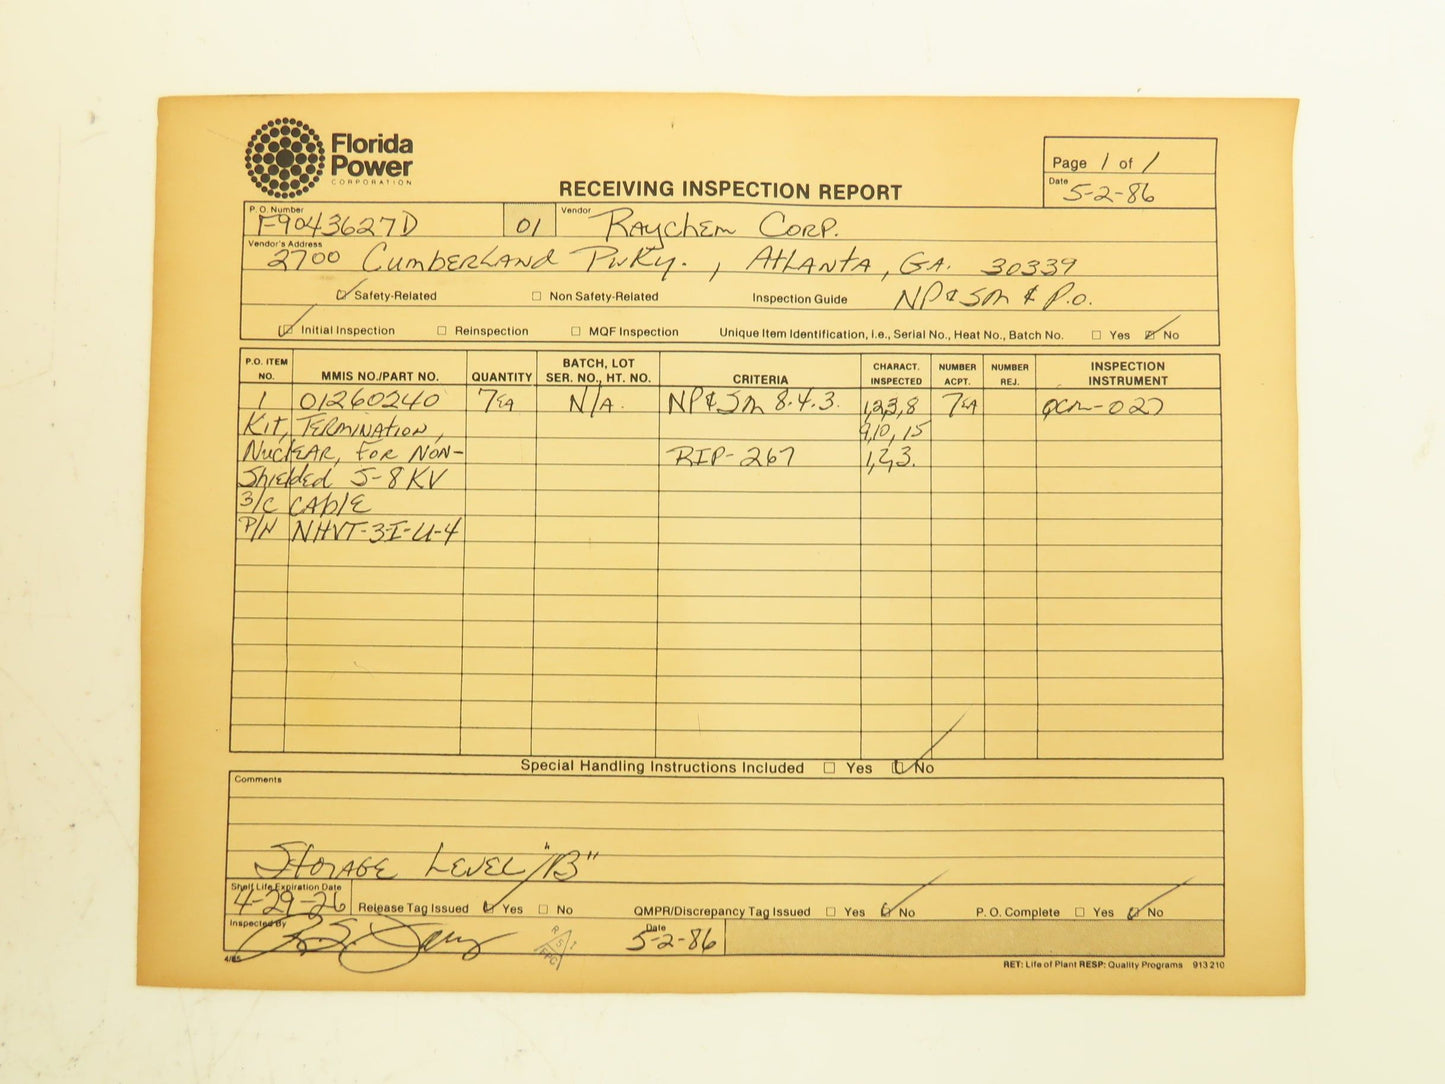 Florida
Power
CORPORATION
RECEIVING INSPECTION REPORT
Page 1 of 1
Date
5-2-86
P.O. Number
F9043627D
01
Vendor
Raychem Corp.
Vendor's Address
2700 Cumberland Pwky., Atlanta, GA. 30339
Safety-Related
Non Safety-Related
Inspection Guide NP&SM & P.O.
Initial Inspection
Reinspection
MQF Inspection
Unique Item Identification, i.e., Serial No., Heat No., Batch No.
Yes
No
P.O. ITEM NO.
MMIS NO./PART NO.
QUANTITY
BATCH, LOT SER. NO., HT. NO.
CRITERIA
CHARACT. INSPECTED
NUMBER ACPT.
NUMBER REJ.
INSPECTION INSTRUMENT
1 01260240 7EA N/A. NP&SM 8.4.3. 1,2,3,8 7EA QCM-027
Kit, Termination, 9,10, 15
Nuclear, for Non- RIP-267 1,2,3.
Shielded 5-8 KV
3/C Cable
P/N NHVT-3I-U-4
Special Handling Instructions Included Yes No
Comments
Storage Level "B"
Shelf Life Expiration Date
4-29-26
Release Tag Issued Yes No
QMPR/Discrepancy Tag Issued Yes No
P.O. Complete Yes No
Inspected By
Date
5-2-86
4/85
RET: Life of Plant RESP: Quality Programs 913 210